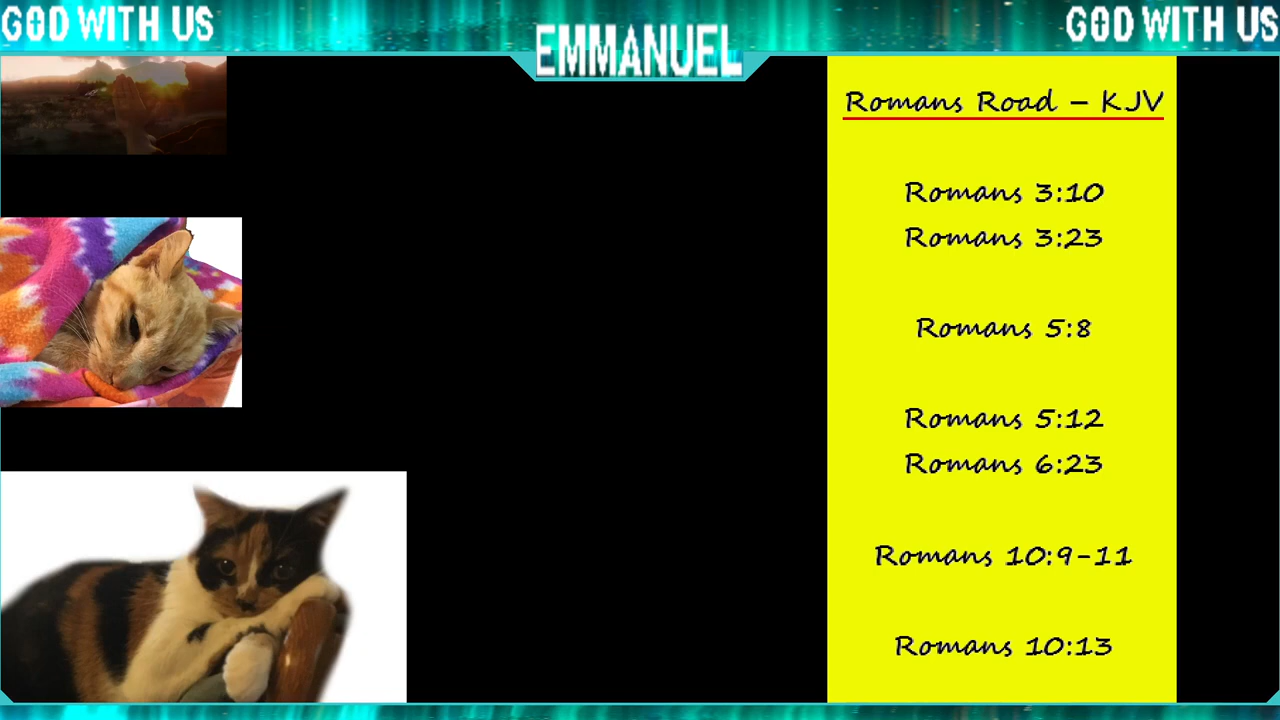 GOD WITH US
EMMANUEL
GOD WITH US
Romans Road – KJV
Romans 3:10
Romans 3:23
Romans 5:8
Romans 5:12
Romans 6:23
Romans 10:9-11
Romans 10:13